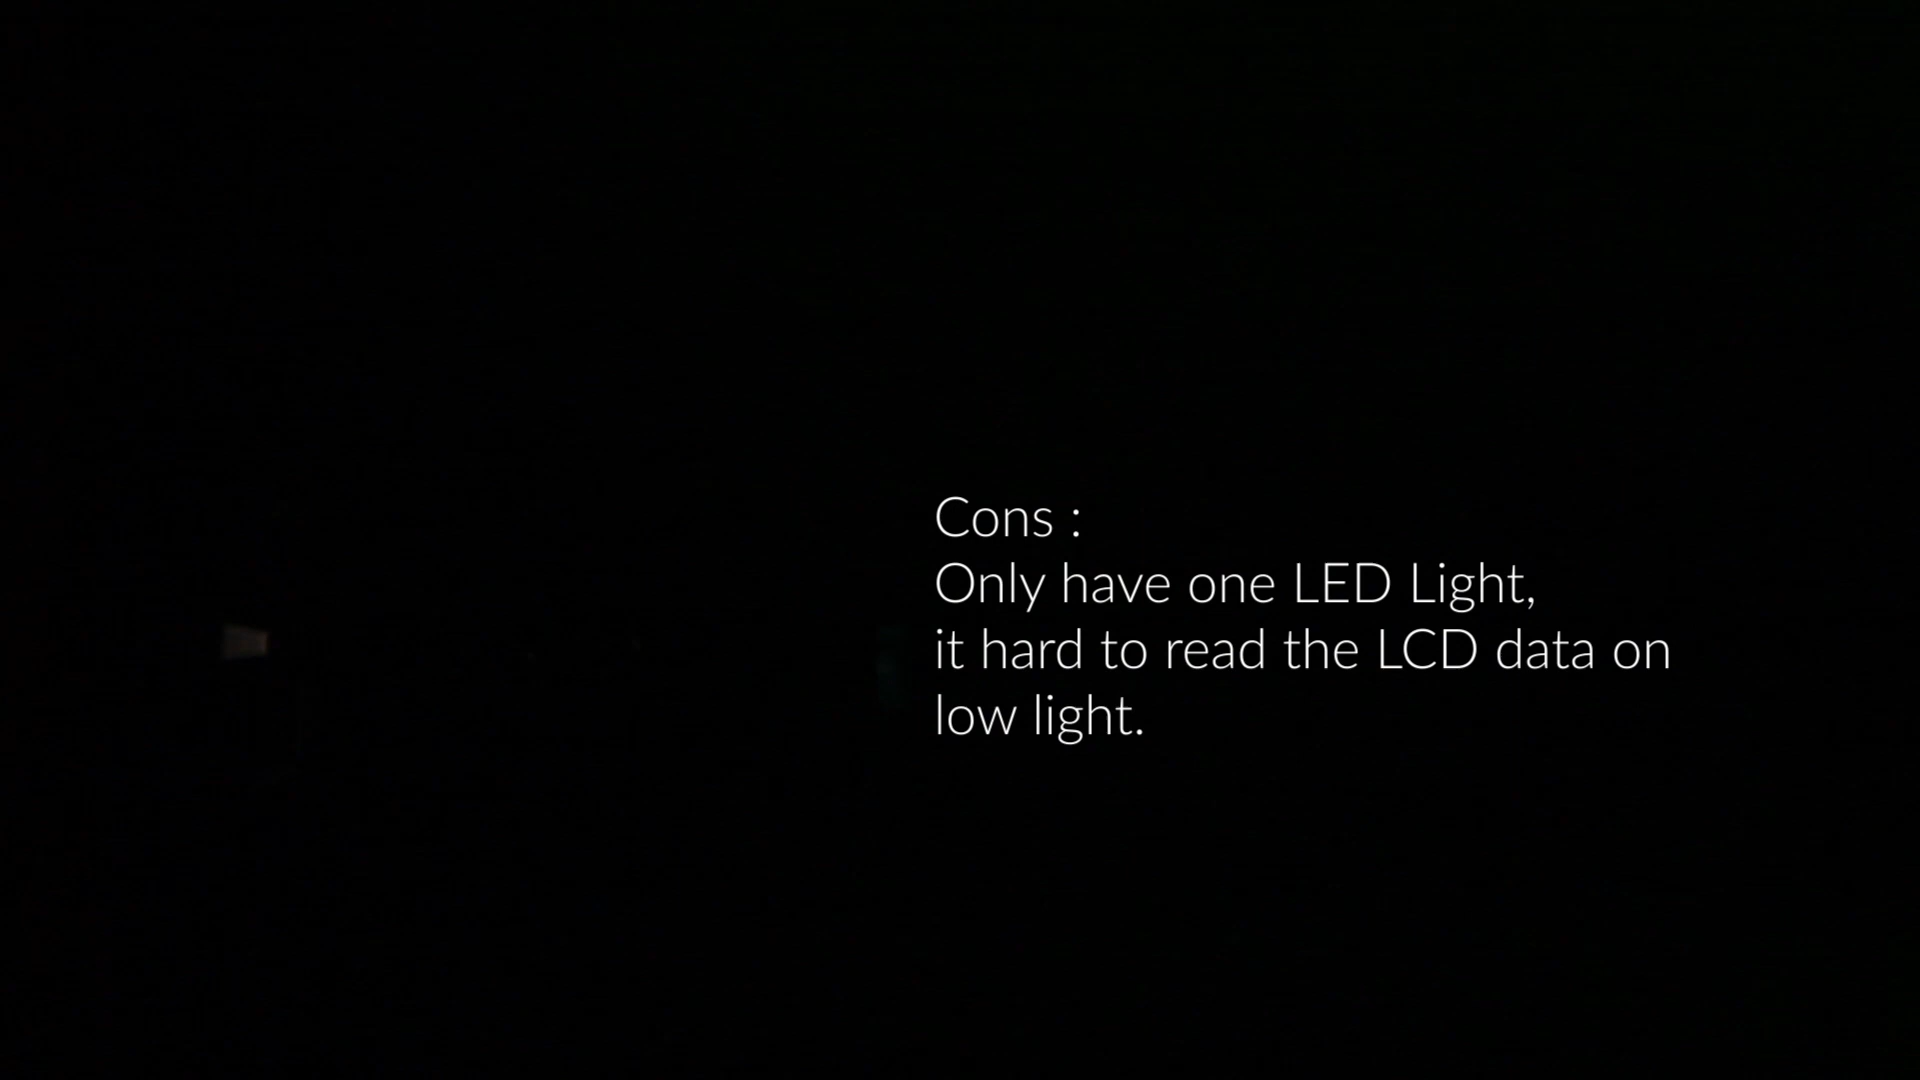 Cons :
Only have one LED Light,
it hard to read the LCD data on
low light.